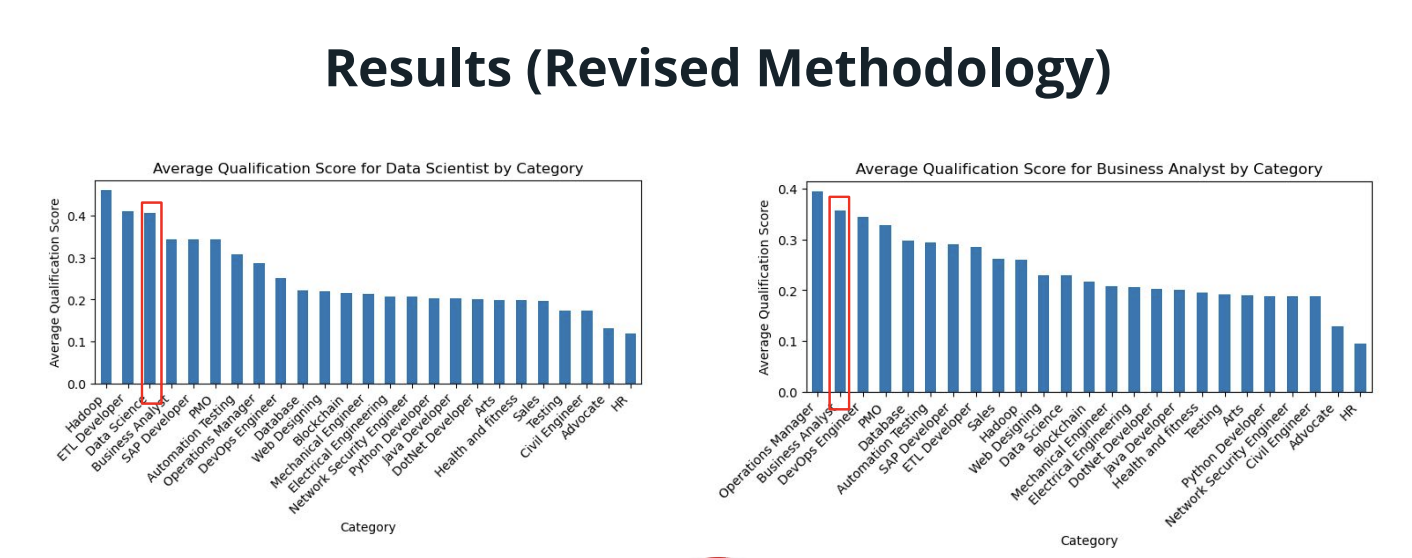 Results (Revised Methodology)
Average Qualification Score for Data Scientist by Category
Average Qualification Score
0.4
0.3
0.2
0.1
0.0
Hadoop
ETL Developer
Data Science
Business Analyst
SAP Developer
PMO
Automation Testing
Operations Manager
DevOps Engineer
Database
Web Designing
Blockchain
Mechanical Engineer
Electrical Engineering
Network Security Engineer
Python Developer
Java Developer
DotNet Developer
Arts
Health and fitness
Sales
Testing
Civil Engineer
Advocate
HR
Category
Average Qualification Score for Business Analyst by Category
Average Qualification Score
0.4
0.3
0.2
0.1
0.0
Operations Manager
Business Analyst
DevOps Engineer
PMO
Database
Automation Testing
SAP Developer
ETL Developer
Sales
Hadoop
Web Designing
Data Science
Blockchain
Mechanical Engineer
Electrical Engineering
DotNet Developer
Java Developer
Health and fitness
Testing
Arts
Python Developer
Network Security Engineer
Civil Engineer
Advocate
HR
Category